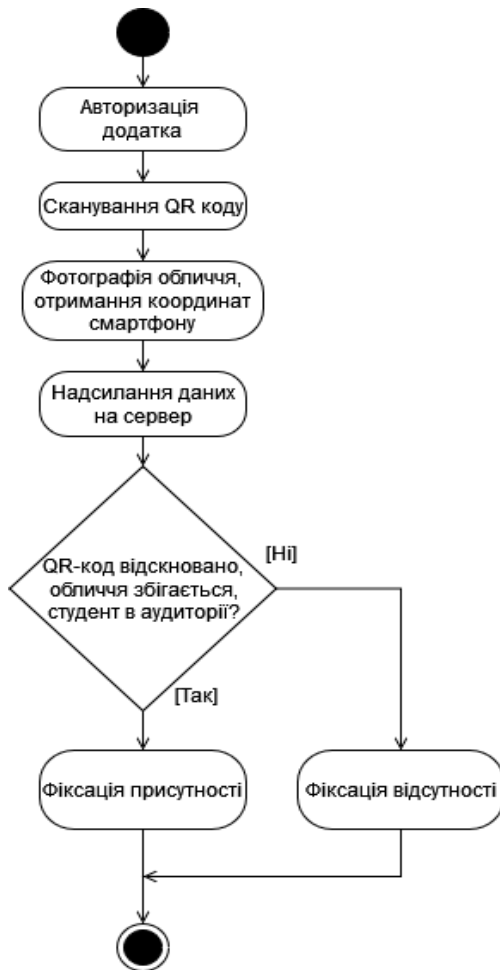 Авторизація
додатка
Сканування QR коду
Фотографія обличчя,
отримання координат
смартфону
Надсилання даних
на сервер
QR-код відскновано,
обличчя збігається,
студент в аудиторії?
[Ні]
[Так]
Фіксація присутності
Фіксація відсутності